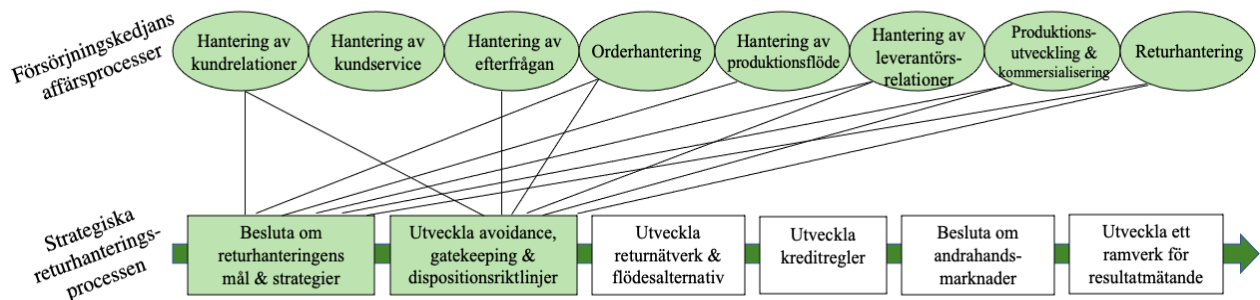 Försörjningskedjans
affärsprocesser
Hantering av
kundrelationer
Hantering av
kundservice
Hantering av
efterfrågan
Orderhantering
Hantering av
produktionsflöde
Hantering av
leverantörs-
relationer
Produktions-
utveckling &
kommersialisering
Returhantering
Strategiska
returhanterings-
processen
Besluta om
returhanteringens
mål & strategier
Utveckla avoidance,
gatekeeping &
dispositionsriktlinjer
Utveckla
returnätverk &
flödesalternativ
Utveckla
kreditregler
Besluta om
andrahands-
marknader
Utveckla ett
ramverk för
resultatmätande